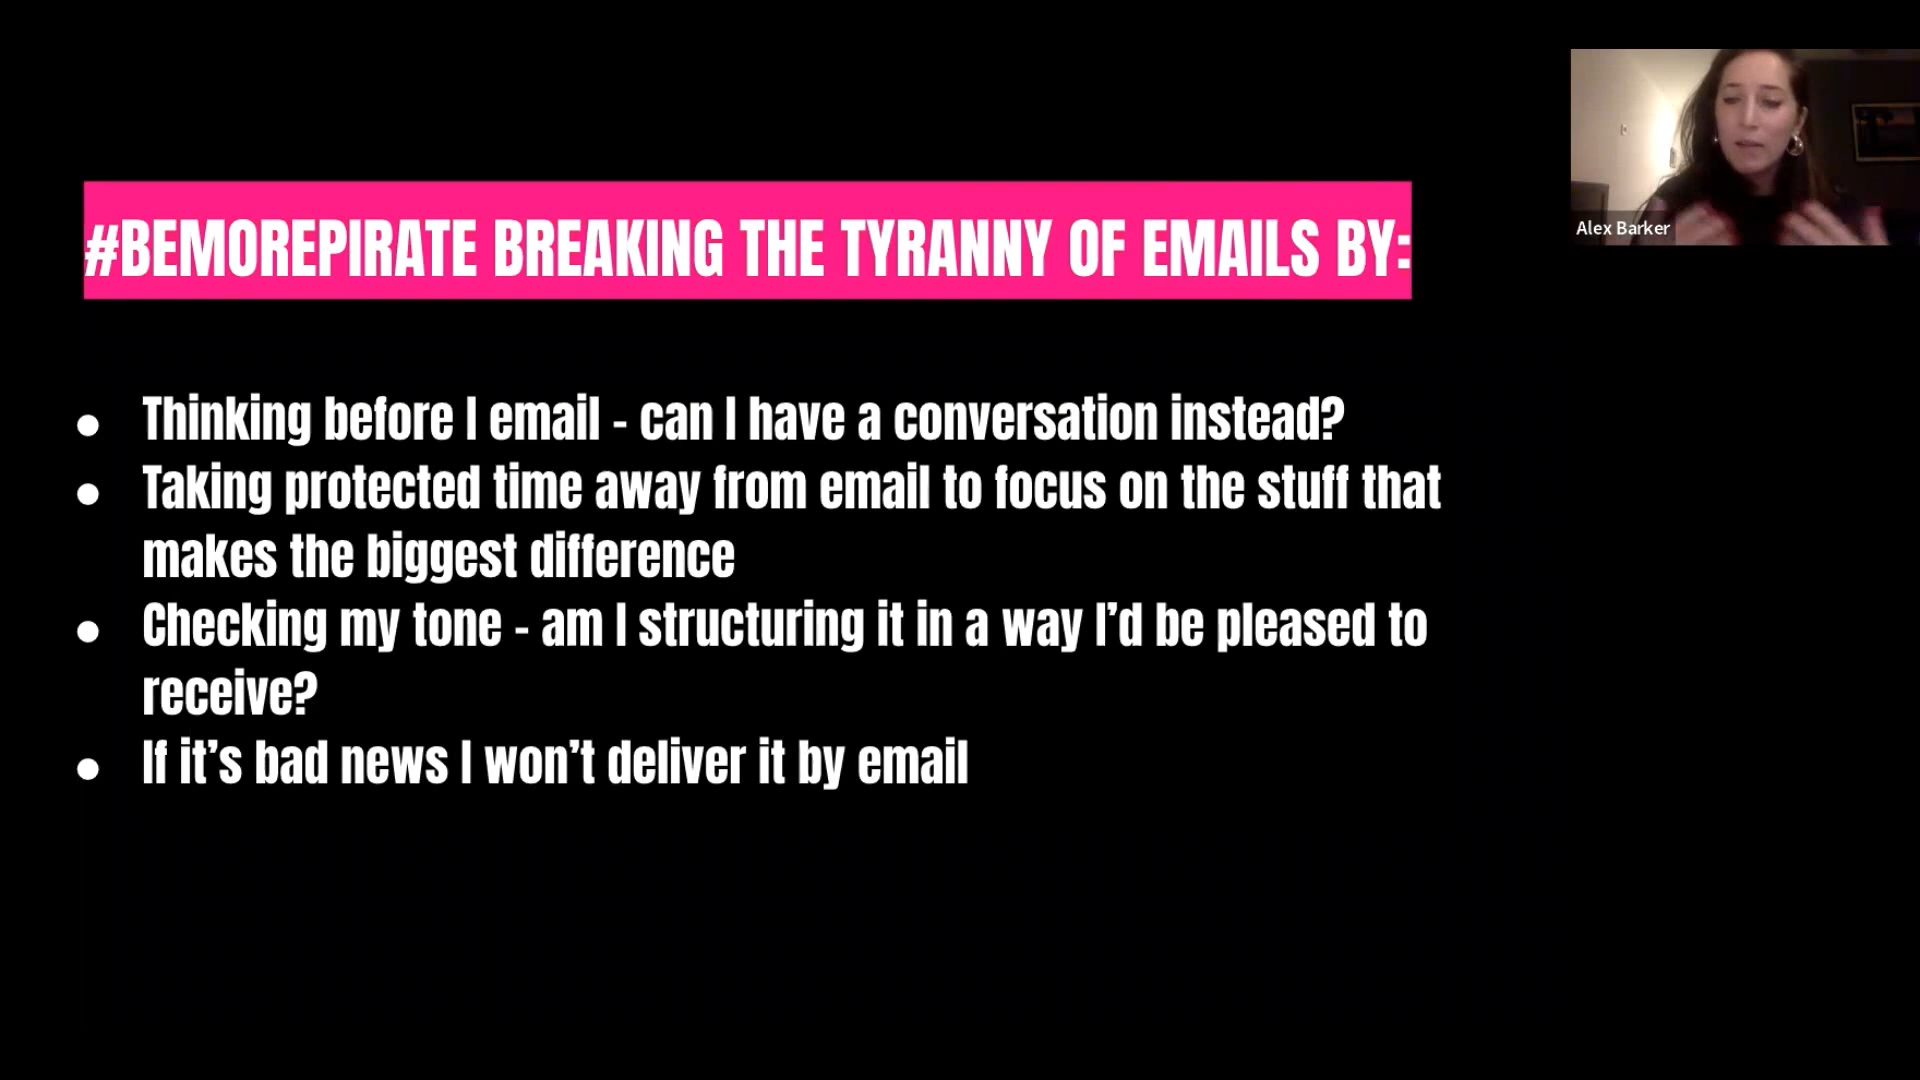 #BEMOREPIRATE BREAKING THE TYRANNY OF EMAILS BY:
● Thinking before I email - can I have a conversation instead?
● Taking protected time away from email to focus on the stuff that
makes the biggest difference
● Checking my tone - am I structuring it in a way I’d be pleased to
receive?
● If it’s bad news I won’t deliver it by email
Alex Barker